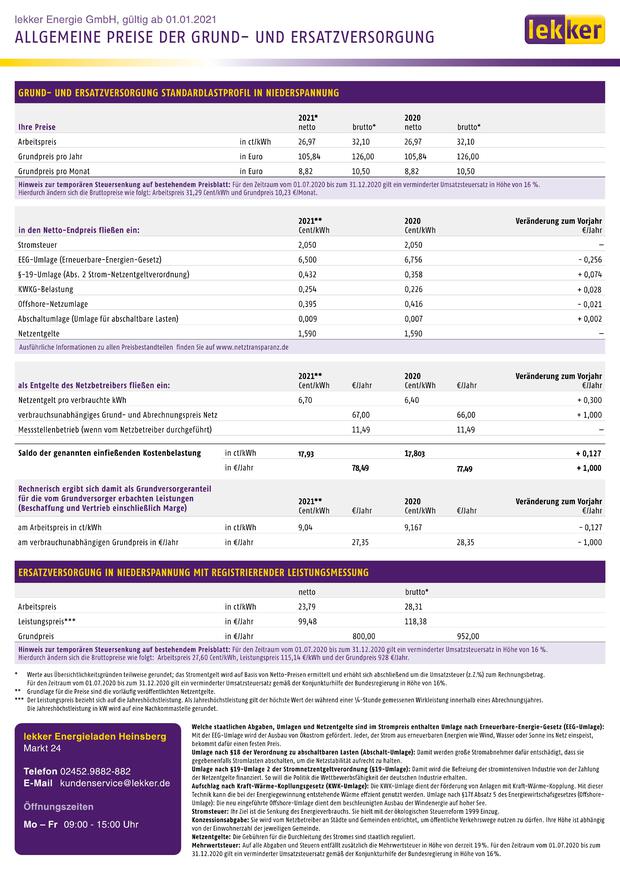 lekker Energie GmbH, gültig ab 01.01.2021
ALLGEMEINE PREISE DER GRUND- UND ERSATZVERSORGUNG
lekker
GRUND- UND ERSATZVERSORGUNG STANDARDLASTPROFIL IN NIEDERSPANNUNG
2021* 2020
Ihre Preise netto brutto* netto brutto*
Arbeitspreis in ct/kWh 26,97 32,10 26,97 32,10
Grundpreis pro Jahr in Euro 105,84 126,00 105,84 126,00
Grundpreis pro Monat in Euro 8,82 10,50 8,82 10,50
Hinweis zur temporären Steuersenkung auf bestehendem Preisblatt: Für den Zeitraum vom 01.07.2020 bis zum 31.12.2020 gilt ein verminderter Umsatzsteuersatz in Höhe von 16 %.
Hierdurch ändern sich die Bruttopreise wie folgt: Arbeitspreis 31,29 Cent/kWh und Grundpreis 10,23 €/Monat.
2021** 2020 Veränderung zum Vorjahr
in den Netto-Endpreis fließen ein: Cent/kWh Cent/kWh €/Jahr
Stromsteuer 2,050 2,050 –
EEG-Umlage (Erneuerbare-Energien-Gesetz) 6,500 6,756 - 0,256
§-19-Umlage (Abs. 2 Strom-Netzentgeltverordnung) 0,432 0,358 + 0,074
KWKG-Belastung 0,254 0,226 + 0,028
Offshore-Netzumlage 0,395 0,416 - 0,021
Abschaltumlage (Umlage für abschaltbare Lasten) 0,009 0,007 + 0,002
Netzentgelte 1,590 1,590 –
Ausführliche Informationen zu allen Preisbestandteilen finden Sie auf www.netztransparanz.de
2021** 2020 Veränderung zum Vorjahr
als Entgelte des Netzbetreibers fließen ein: Cent/kWh €/Jahr Cent/kWh €/Jahr €/Jahr
Netzentgelt pro verbrauchte kWh 6,70 6,40 + 0,300
verbrauchsunabhängiges Grund- und Abrechnungspreis Netz 67,00 66,00 + 1,000
Messstellenbetrieb (wenn vom Netzbetreiber durchgeführt) 11,49 11,49 –
Saldo der genannten einfießenden Kostenbelastung in ct/kWh 17,93 17,803 + 0,127
in €/Jahr 78,49 77,49 + 1,000
Rechnerisch ergibt sich damit als Grundversorgeranteil
für die vom Grundversorger erbachten Leistungen
(Beschaffung und Vertrieb einschließlich Marge)
2021** 2020 Veränderung zum Vorjahr
Cent/kWh €/Jahr Cent/kWh €/Jahr €/Jahr
am Arbeitspreis in ct/kWh in ct/kWh 9,04 9,167 - 0,127
am verbrauchunabhängigen Grundpreis in €/Jahr in €/Jahr 27,35 28,35 - 1,000
ERSATZVERSORGUNG IN NIEDERSPANNUNG MIT REGISTRIERENDER LEISTUNGSMESSUNG
netto brutto*
Arbeitspreis in ct/kWh 23,79 28,31
Leistungspreis*** in ct/kWh 99,48 118,38
Grundpreis in €/Jahr 800,00 952,00
Hinweis zur temporären Steuersenkung auf bestehendem Preisblatt: Für den Zeitraum vom 01.07.2020 bis zum 31.12.2020 gilt ein verminderter Umsatzsteuersatz in Höhe von 16 %.
Hierdurch ändern sich die Bruttopreise wie folgt: Arbeitspreis 27,60 Cent/kWh, Leistungspreis 115,14 €/kWh und der Grundpreis 928 €/Jahr.
* Werte aus Übersichtlichkeitsgründen teilweise gerundet; das Stromentgelt wird auf Basis von Netto-Preisen ermittelt und erhöht sich abschließend um die Umsatzsteuer (z.Z.%) zum Rechnungsbetrag.
Für den Zeitraum vom 01.07.2020 bis zum 31.12.2020 gilt ein verminderter Umsatzsteuersatz gemäß der Konjunkturhilfe der Bundesregierung in Höhe von 16%.
** Grundlage für die Preise sind die vorläufig veröffentlichten Netzentgelte.
*** Der Leistungspreis bezieht sich auf die Jahreshöchstleistung. Als Jahreshöchstleistung gilt der höchste Wert der während einer ¼-Stunde gemessenen Wirkleistung innerhalb eines Abrechnungsjahres.
Die Jahreshöchstleistung in kW wird auf eine Nachkommastelle gerundet.
lekker Energieladen Heinsberg
Markt 24
Telefon 02452.9882-882
E-Mail kundenservice@lekker.de
Öffnungszeiten
Mo – Fr 09:00 - 15:00 Uhr
Welche staatlichen Abgaben, Umlagen und Netzentgelte sind im Strompreis enthalten Umlage nach Erneuerbare-Energie-Gesetz (EEG-Umlage):
Mit der EEG-Umlage wird der Ausbau von Ökostrom gefördert. Jeder, der Strom aus erneuerbaren Energien wie Wind, Wasser oder Sonne ins Netz einspeist,
bekommt dafür einen festen Preis.
Umlage nach §18 der Verordnung zu abschaltbaren Lasten (Abschalt-Umlage): Damit werden große Stromabnehmer dafür entschädigt, dass sie
gegebenenfalls Stromlasten abschalten, um die Netzstabilität aufrecht zu halten.
Umlage nach §19-Umlage 2 der Stromnetzentgeltverordnung (§19-Umlage): Damit wird die Befreiung der stromintensiven Industrie von der Zahlung
der Netzentgelte finanziert. So will die Politik die Wettbewerbsfähigkeit der deutschen Industrie erhalten.
Aufschlag nach Kraft-Wärme-Kopllungsgesetz (KWK-Umlage): Die KWK-Umlage dient der Förderung von Anlagen mit Kraft-Wärme-Kopplung. Mit dieser
Technik kann die bei der Energiegewinnung entstehende Wärme effizient genutzt werden. Umlage nach §17f Absatz 5 des Energiewirtschaftsgesetzes (Offshore-
Umlage): Die neu eingeführte Offshore-Umlage dient dem beschleunigten Ausbau der Windenergie auf hoher See.
Stromsteuer: Ihr Ziel ist die Senkung des Energieverbrauchs. Sie hielt mit der ökologischen Steuerreform 1999 Einzug.
Konzessionsabgabe: Sie wird vom Netzbetreiber an Städte und Gemeinden entrichtet, um öffentliche Verkehrswege nutzen zu dürfen. Ihre Höhe ist abhängig
von der Einwohnerzahl der jeweiligen Gemeinde.
Netzentgelte: Die Gebühren für die Durchleitung des Stromes sind staatlich reguliert.
Mehrwertsteuer: Auf alle Abgaben und Steuern entfällt zusätzlich die Mehrwertsteuer in Höhe von derzeit 19%. Für den Zeitraum vom 01.07.2020 bis zum
31.12.2020 gilt ein verminderter Umsatzsteuersatz gemäß der Konjunkturhilfe der Bundesregierung in Höhe von 16%.